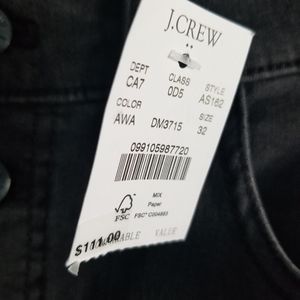 J.CREW
DEPT CLASS STYLE
CA7 0D5 AS162
COLOR SIZE
AWA DM3715 32
099105987720
FSC
MIX
Paper
FSC® C004883
$111.00 VALUE